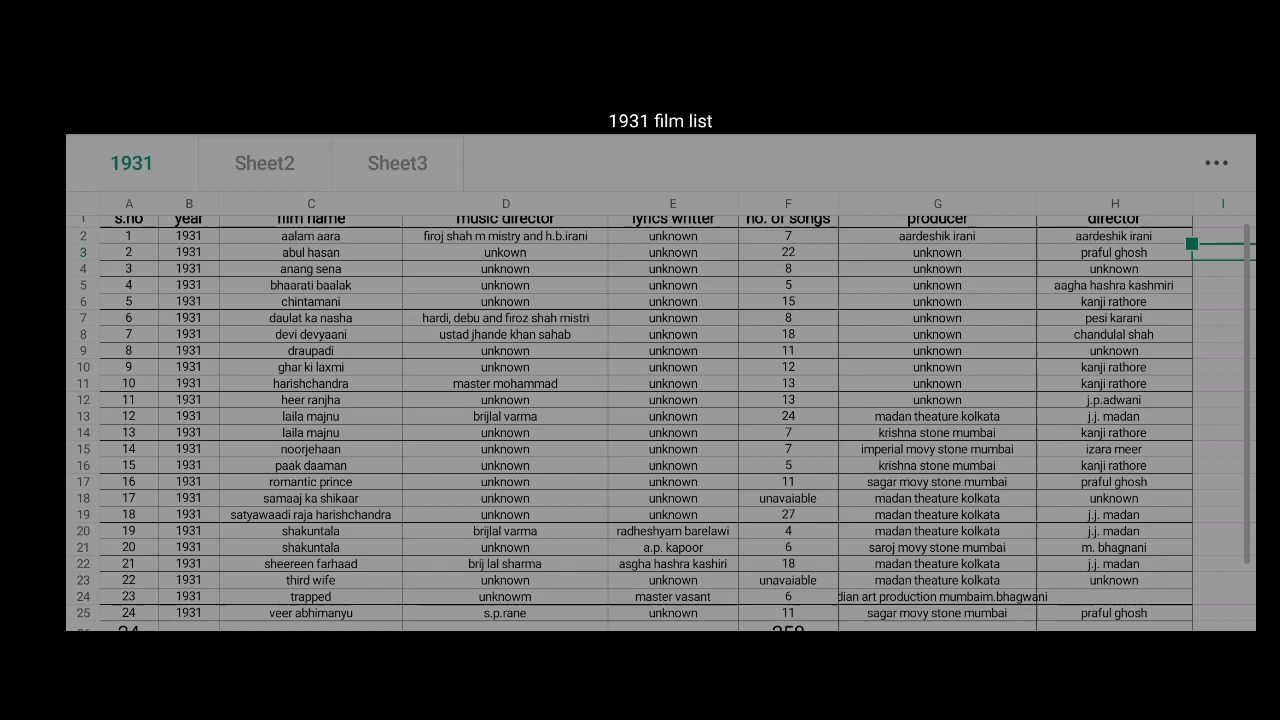 1931 film list
1931 Sheet2 Sheet3
A B C D E F G H I
1 s.no year film name music director lyrics writter no. of songs producer director
2 1 1931 aalam aara firoj shah m mistry and h.b.irani unknown 7 aardeshik irani aardeshik irani
3 2 1931 abul hasan unkown unknown 22 unknown praful ghosh
4 3 1931 anang sena unknown unknown 8 unknown unknown
5 4 1931 bhaarati baalak unknown unknown 5 unknown aagha hashra kashmiri
6 5 1931 chintamani unknown unknown 15 unknown kanji rathore
7 6 1931 daulat ka nasha hardi, debu and firoz shah mistri unknown 8 unknown pesi karani
8 7 1931 devi devyaani ustad jhande khan sahab unknown 18 unknown chandulal shah
9 8 1931 draupadi unknown unknown 11 unknown unknown
10 9 1931 ghar ki laxmi unknown unknown 12 unknown kanji rathore
11 10 1931 harishchandra master mohammad unknown 13 unknown kanji rathore
12 11 1931 heer ranjha unknown unknown 13 unknown j.p.adwani
13 12 1931 laila majnu brijlal varma unknown 24 madan theature kolkata j.j. madan
14 13 1931 laila majnu unknown unknown 7 krishna stone mumbai kanji rathore
15 14 1931 noorjehaan unknown unknown 7 imperial movy stone mumbai izara meer
16 15 1931 paak daaman unknown unknown 5 krishna stone mumbai kanji rathore
17 16 1931 romantic prince unknown unknown 11 sagar movy stone mumbai praful ghosh
18 17 1931 samaaj ka shikaar unknown unknown unavaiable madan theature kolkata unknown
19 18 1931 satyawaadi raja harishchandra unknown unknown 27 madan theature kolkata j.j. madan
20 19 1931 shakuntala brijlal varma radheshyam barelawi 4 madan theature kolkata j.j. madan
21 20 1931 shakuntala unknown a.p. kapoor 6 saroj movy stone mumbai m. bhagnani
22 21 1931 sheereen farhaad brij lal sharma asgha hashra kashiri 18 madan theature kolkata j.j. madan
23 22 1931 third wife unknown unknown unavaiable madan theature kolkata unknown
24 23 1931 trapped unknowm master vasant 6 dian art production mumbaim.bhagwani
25 24 1931 veer abhimanyu s.p.rane unknown 11 sagar movy stone mumbai praful ghosh